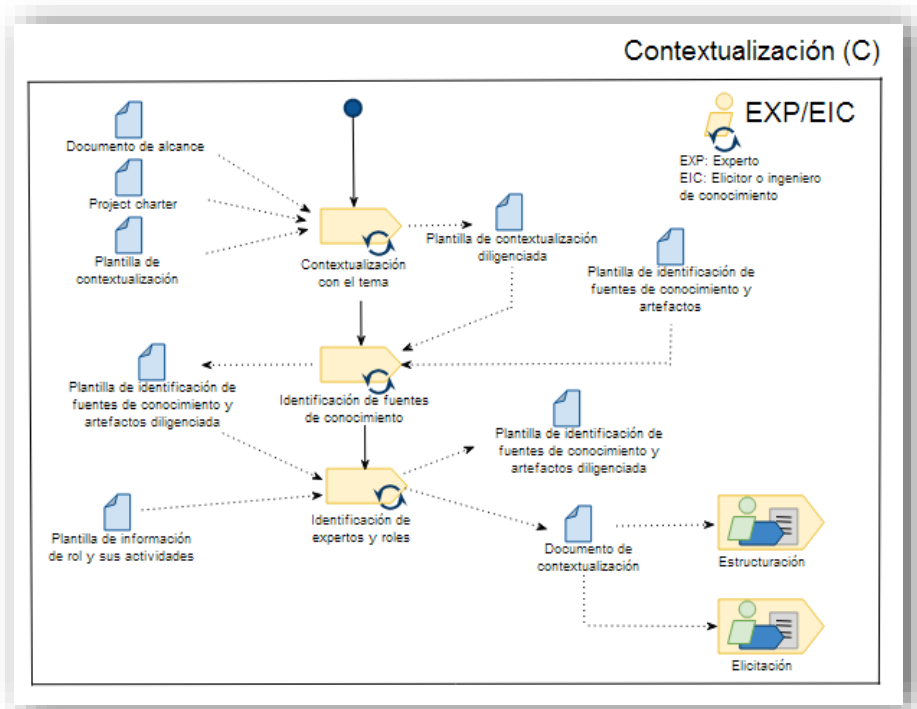 Contextualización (C)
EXP/EIC
EXP: Experto
EIC: Elicitor o ingeniero
de conocimiento
Documento de alcance
Project charter
Plantilla de
contextualización
Contextualización
con el tema
Plantilla de contextualización
diligenciada
Plantilla de identificación de
fuentes de conocimiento y
artefactos
Plantilla de identificación de
fuentes de conocimiento y
artefactos diligenciada
Identificación de fuentes
de conocimiento
Plantilla de identificación de
fuentes de conocimiento y
artefactos diligenciada
Plantilla de información
de rol y sus actividades
Identificación de
expertos y roles
Documento de
contextualización
Estructuración
Elicitación